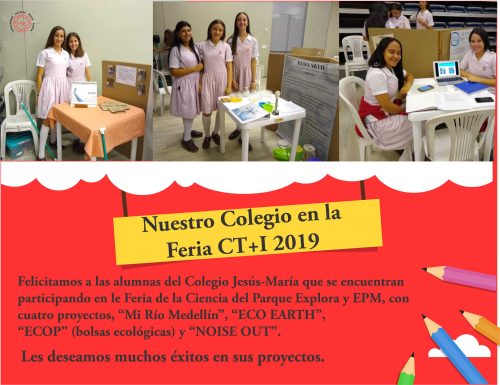 Nuestro Colegio en la
Feria CT+I 2019
Felicitamos a las alumnas del Colegio Jesús-María que se encuentran
participando en le Feria de la Ciencia del Parque Explora y EPM, con
cuatro proyectos, “Mi Río Medellín”, “ECO EARTH”,
“ECOP” (bolsas ecológicas) y “NOISE OUT”.
Les deseamos muchos éxitos en sus proyectos.